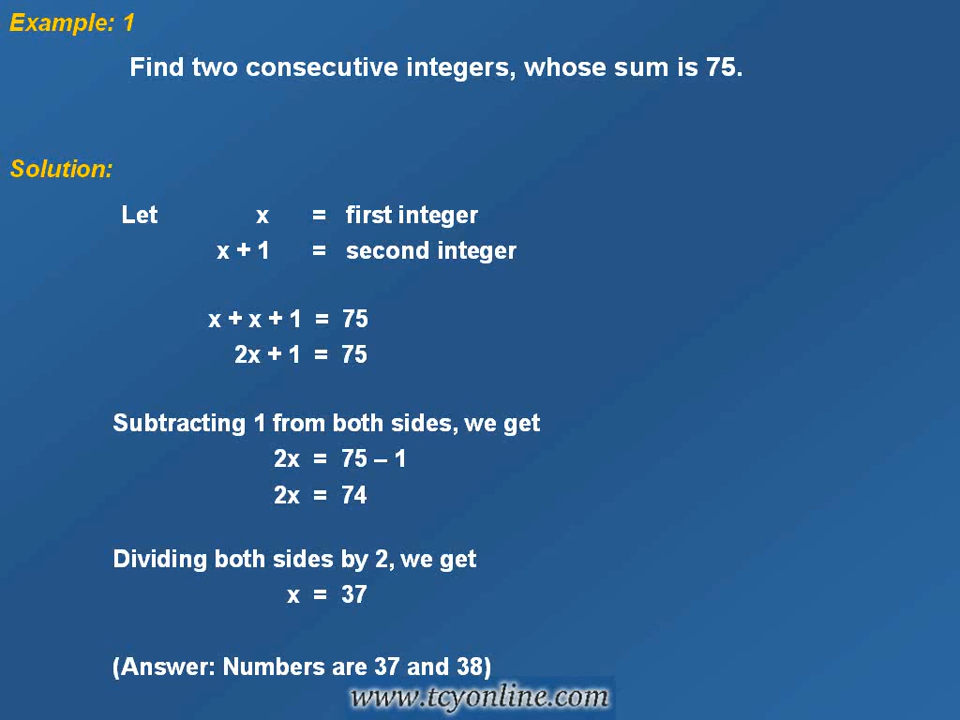 Example: 1
Find two consecutive integers, whose sum is 75.
Solution:
Let x = first integer
x + 1 = second integer
x + x + 1 = 75
2x + 1 = 75
Subtracting 1 from both sides, we get
2x = 75 – 1
2x = 74
Dividing both sides by 2, we get
x = 37
(Answer: Numbers are 37 and 38)
www.tcyonline.com